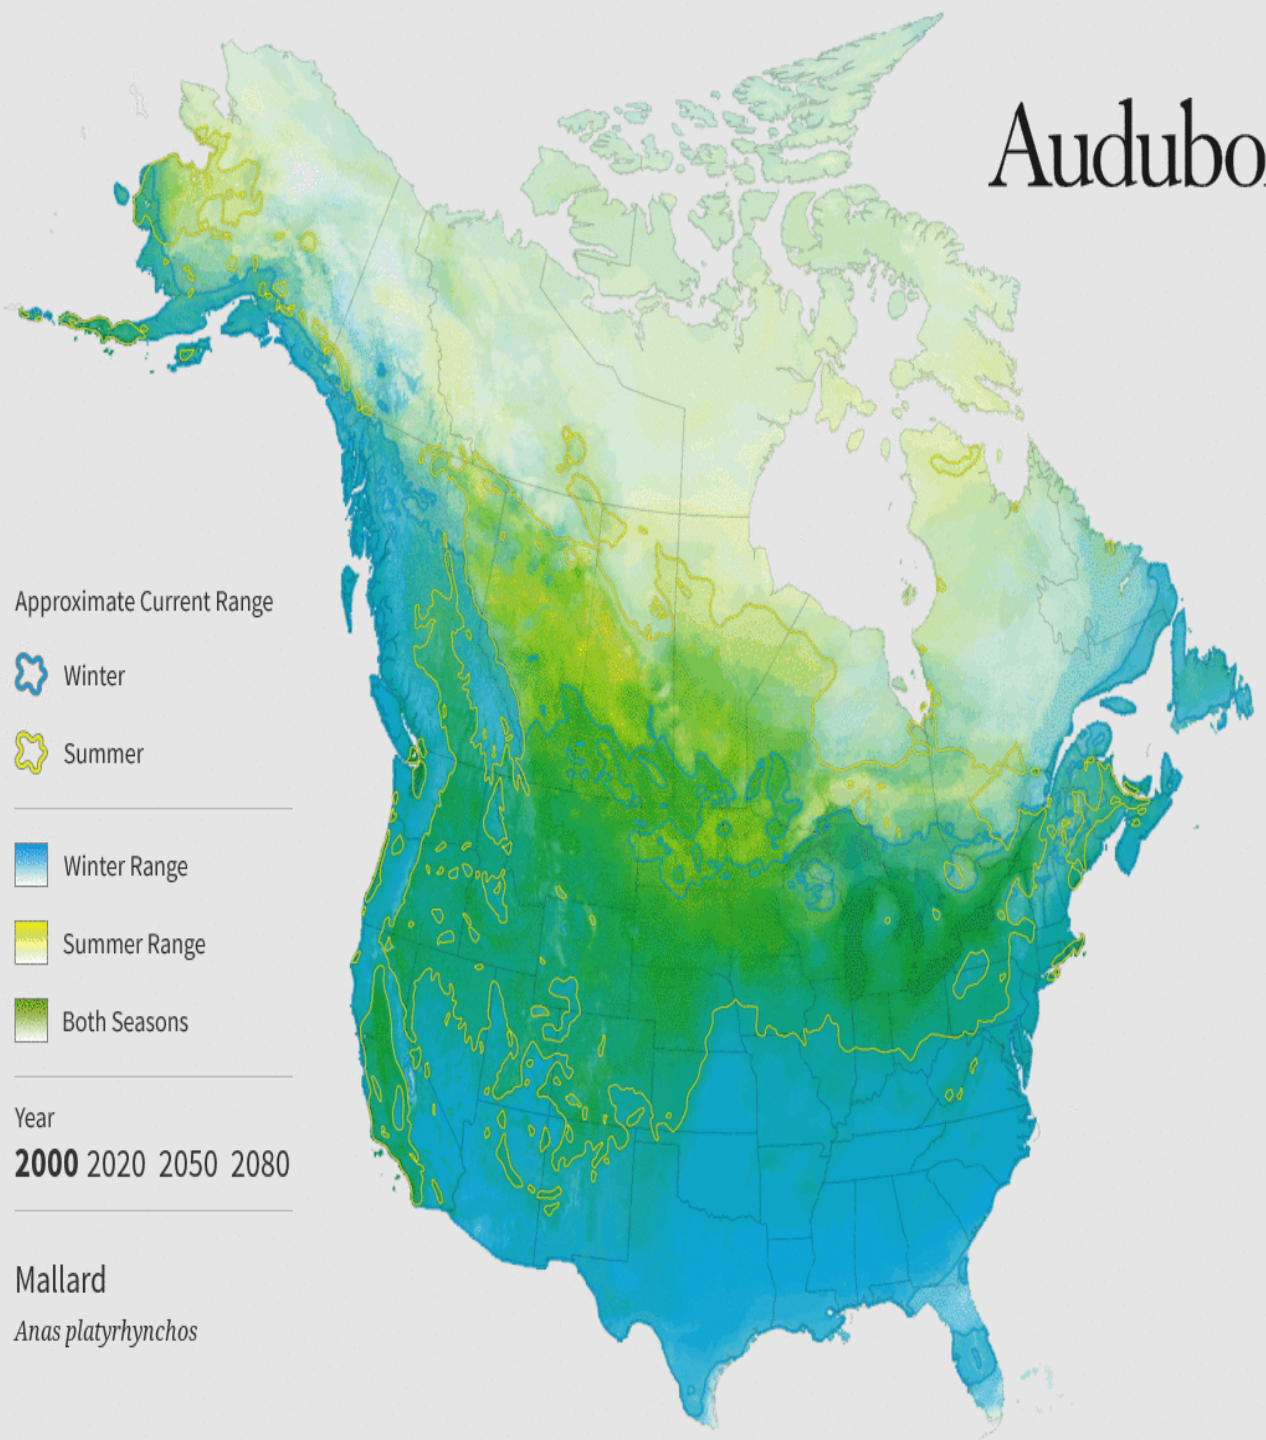 Audubo
Approximate Current Range
Winter
Summer
Winter Range
Summer Range
Both Seasons
Year
2000 2020 2050 2080
Mallard
Anas platyrhynchos